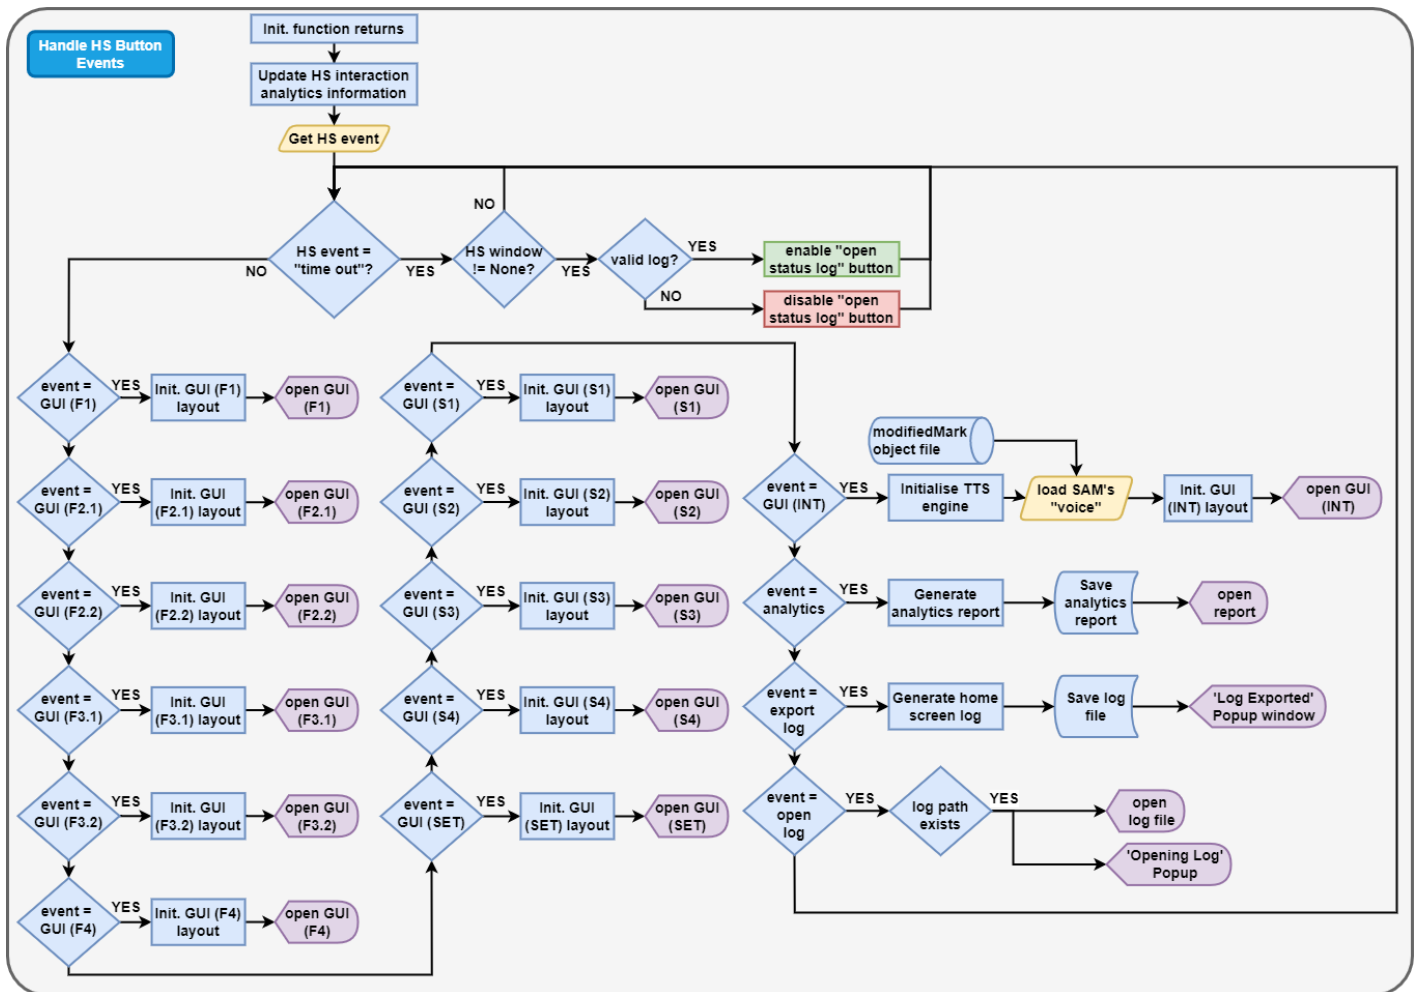 Handle HS Button
Events
Init. function returns
Update HS interaction
analytics information
Get HS event
NO
HS event =
"time out"?
NO
YES
HS window
!= None?
YES
valid log?
YES
NO
enable "open
status log" button
disable "open
status log" button
event =
GUI (F1)
YES
Init. GUI (F1)
layout
open GUI
(F1)
event =
GUI (F2.1)
YES
Init. GUI
(F2.1) layout
open GUI
(F2.1)
event =
GUI (F2.2)
YES
Init. GUI
(F2.2) layout
open GUI
(F2.2)
event =
GUI (F3.1)
YES
Init. GUI
(F3.1) layout
open GUI
(F3.1)
event =
GUI (F3.2)
YES
Init. GUI
(F3.2) layout
open GUI
(F3.2)
event =
GUI (F4)
YES
Init. GUI (F4)
layout
open GUI
(F4)
event =
GUI (S1)
YES
Init. GUI (S1)
layout
open GUI
(S1)
event =
GUI (S2)
YES
Init. GUI (S2)
layout
open GUI
(S2)
event =
GUI (S3)
YES
Init. GUI (S3)
layout
open GUI
(S3)
event =
GUI (S4)
YES
Init. GUI (S4)
layout
open GUI
(S4)
event =
GUI (SET)
YES
Init. GUI
(SET) layout
open GUI
(SET)
modifiedMark
object file
event =
GUI (INT)
YES
Initialise TTS
engine
load SAM's
"voice"
Init. GUI
(INT) layout
open GUI
(INT)
event =
analytics
YES
Generate
analytics report
Save
analytics
report
open
report
event =
export
log
YES
Generate home
screen log
Save log
file
'Log Exported'
Popup window
event =
open
log
YES
log path
exists
YES
open
log file
'Opening Log'
Popup